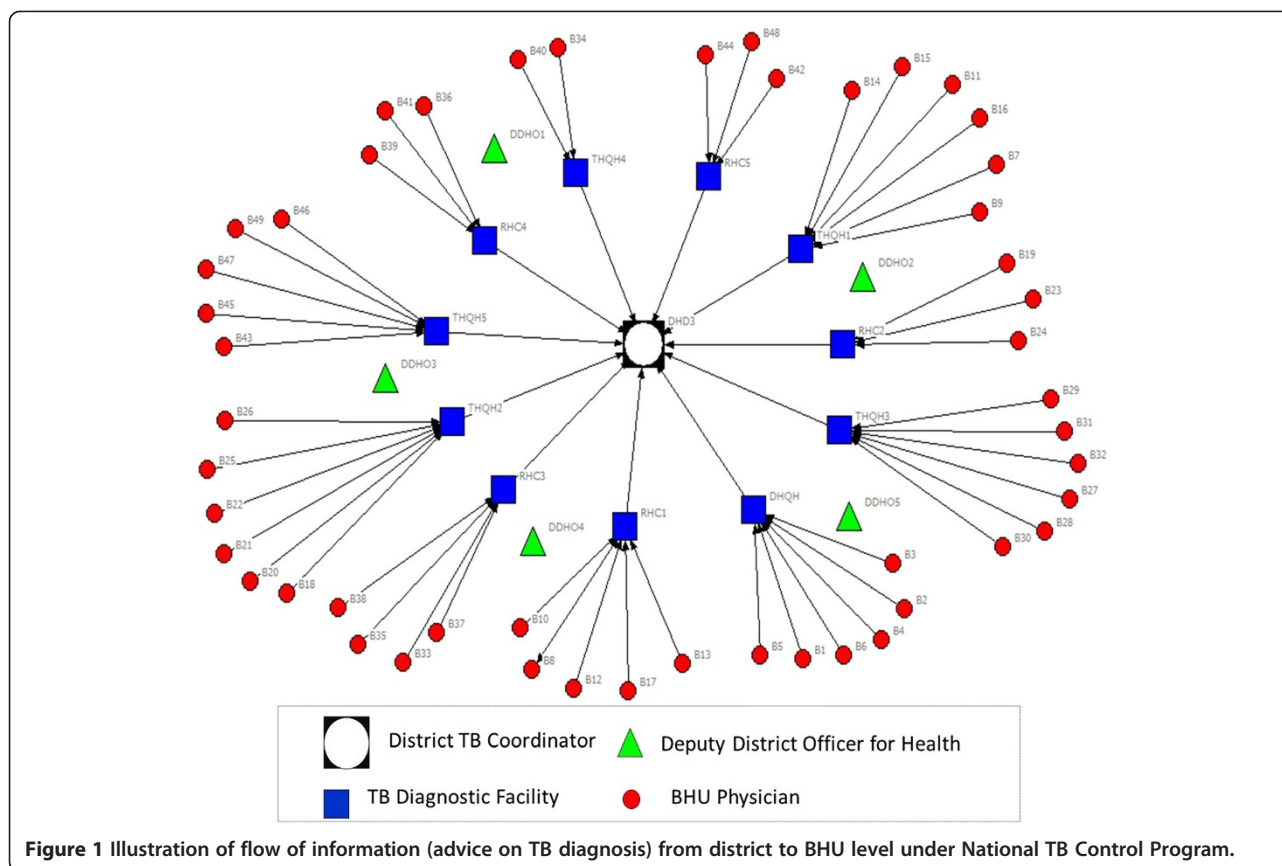 B34
B40
B48
B44
B42
B15
B14
B11
B16
B41
B36
DDHO1
B39
THQH4
RHC5
B7
B9
RHC4
THQH1
B46
B49
B19
DDHO2
B47
B23
B45
THQH5
DHD3
RHC2
B24
B43
DDHO3
B29
B26
THQH2
THQH3
B31
B25
B32
RHC3
B27
B22
DHQH
DDHO5
RHC1
DDHO4
B28
B30
B21
B3
B20
B18
B38
B2
B10
B37
B4
B35
B33
B8
B13
B5
B1
B6
B12
B17
District TB Coordinator
Deputy District Officer for Health
TB Diagnostic Facility
BHU Physician
Figure 1 Illustration of flow of information (advice on TB diagnosis) from district to BHU level under National TB Control Program.